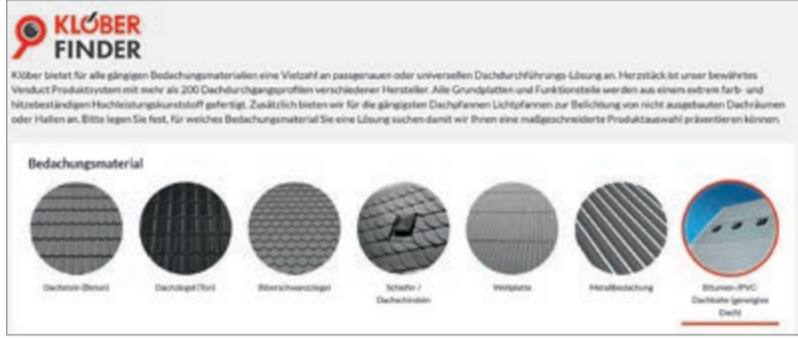 KLÖBER
FINDER
Klöber bietet für alle gängigen Bedachungsmaterialien eine Vielzahl an passgenauen oder universellen Dachdurchführungs-Lösung an. Herzstück ist unser bewährtes
Venduct Produktsystem mit mehr als 200 Dachdurchgangsprofilen verschiedener Hersteller. Alle Grundplatten und Funktionsteile werden aus einem extrem farb- und
hitzebeständigen Hochleistungskunststoff gefertigt. Zusätzlich bieten wir für die gängigsten Dachpfannen Lichtpfannen zur Belichtung von nicht ausgebauten Dachräumen
oder Hallen an. Bitte legen Sie fest, für welches Bedachungsmaterial Sie eine Lösung suchen damit wir Ihnen eine maßgeschneiderte Produktauswahl präsentieren können.
Bedachungsmaterial
Dachstein (Beton)
Dachziegel (Ton)
Biberschwanzziegel
Schiefer /
Dachschindeln
Wellplatte
Metallbedachung
Bitumen-/PVC-
Dachbahn (geneigtes
Dach)